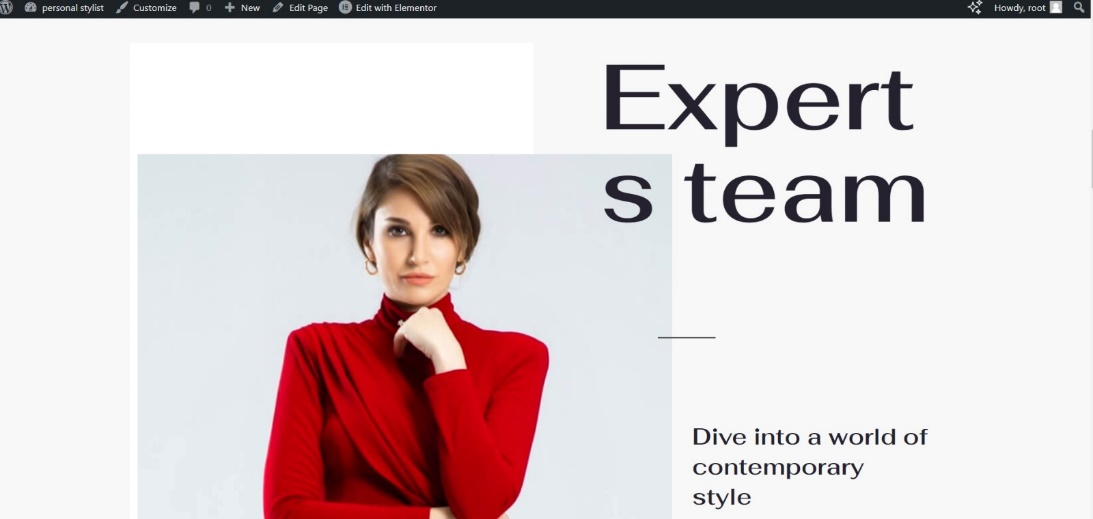 personal stylist Customize 0 New Edit Page Edit with Elementor Howdy, root
Expert
s team
Dive into a world of
contemporary
style